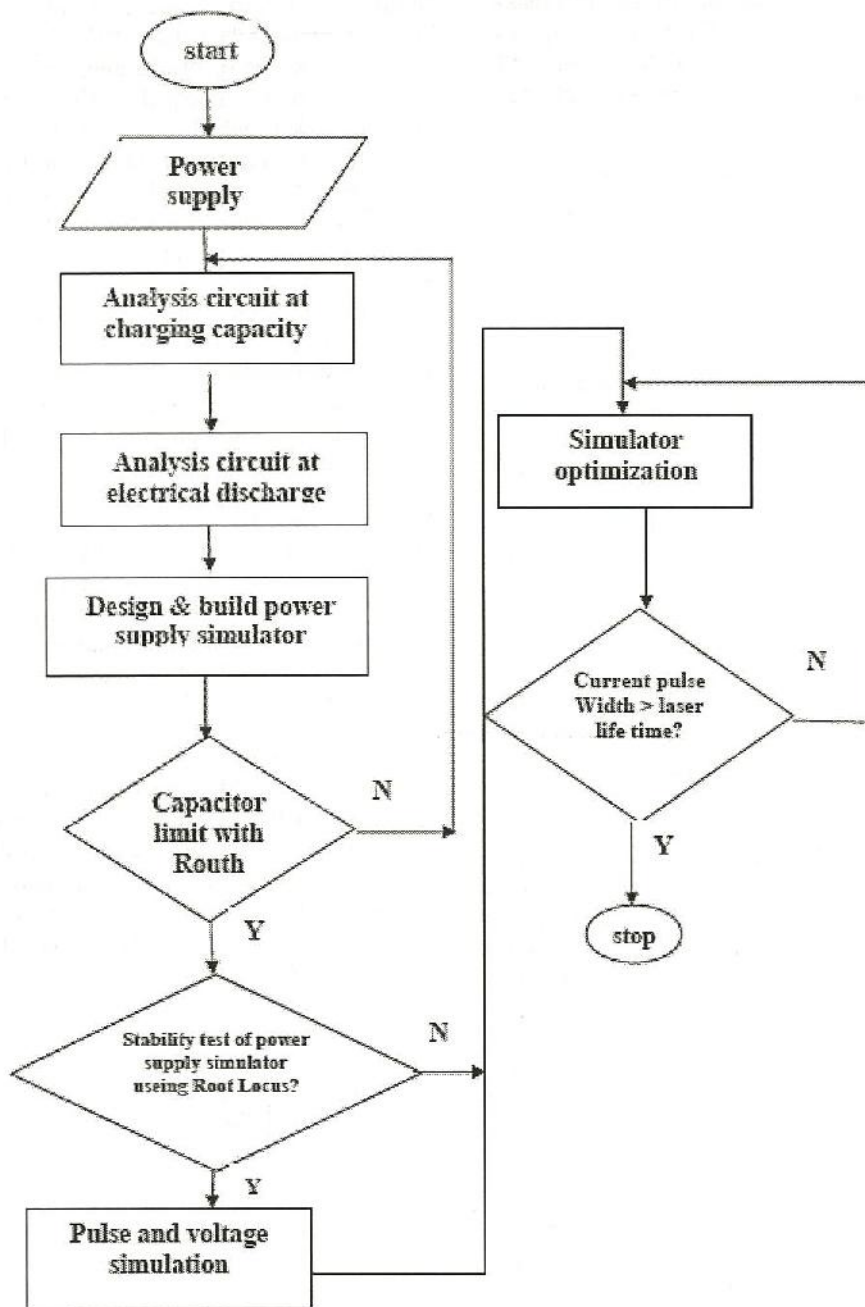 start
Power
supply
Analysis circuit at
charging capacity
Analysis circuit at
electrical discharge
Design & build power
supply simulator
Capacitor
limit with
Routh
N
Y
Stability test of power
supply simulator
useing Root Locus?
N
Y
Pulse and voltage
simulation
Simulator
optimization
Current pulse
Width > laser
life time?
N
Y
stop